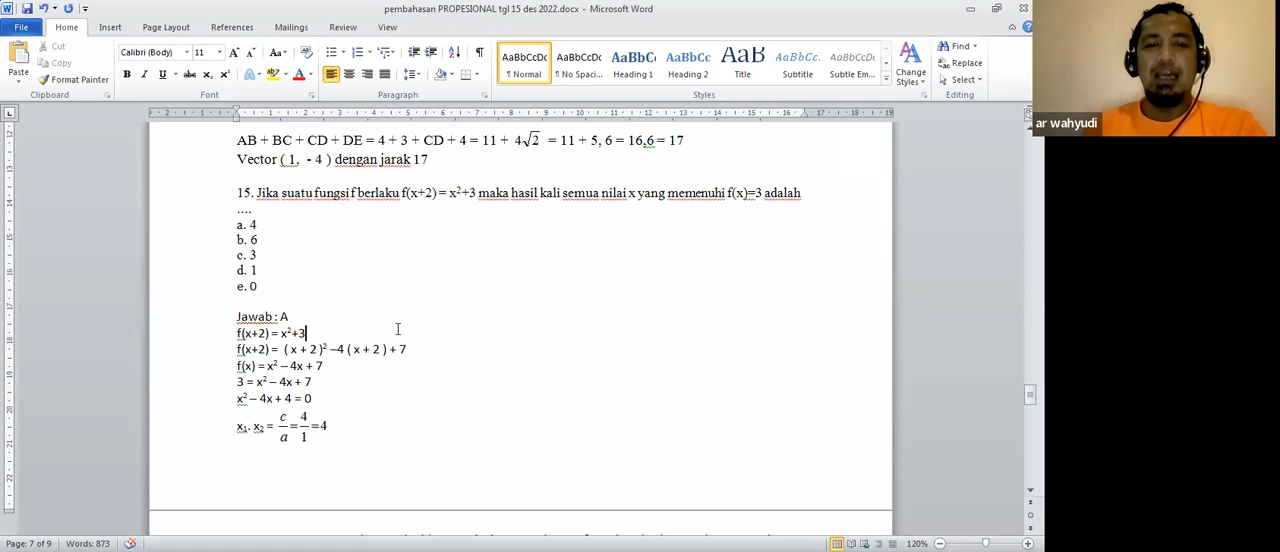 pembahasan PROPESIONAL tgl 15 des 2022.docx - Microsoft Word
File Home Insert Page Layout References Mailings Review View
Cut
Copy
Format Painter
Paste
Clipboard
Calibri (Body) 11
Font
Paragraph
AaBbCcDc AaBbCcDc AaBbC AaBbCc AaB AaBbCc. AaBbCcDc
¶ Normal ¶ No Spaci... Heading 1 Heading 2 Title Subtitle Subtle Em...
Styles
Change Styles
Find
Replace
Select
Editing
ar wahyudi
AB + BC + CD + DE = 4 + 3 + CD + 4 = 11 + 4√2 = 11 + 5, 6 = 16,6 = 17
Vector ( 1, - 4 ) dengan jarak 17
15. Jika suatu fungsi f berlaku f(x+2) = x²+3 maka hasil kali semua nilai x yang memenuhi f(x)=3 adalah
....
a. 4
b. 6
c. 3
d. 1
e. 0
Jawab : A
f(x+2) = x²+3
f(x+2) = ( x + 2 )² –4 ( x + 2 ) + 7
f(x) = x² – 4x + 7
3 = x² – 4x + 7
x² – 4x + 4 = 0
x₁. x₂ = c/a = 4/1 = 4
Page: 7 of 9 Words: 873 120%